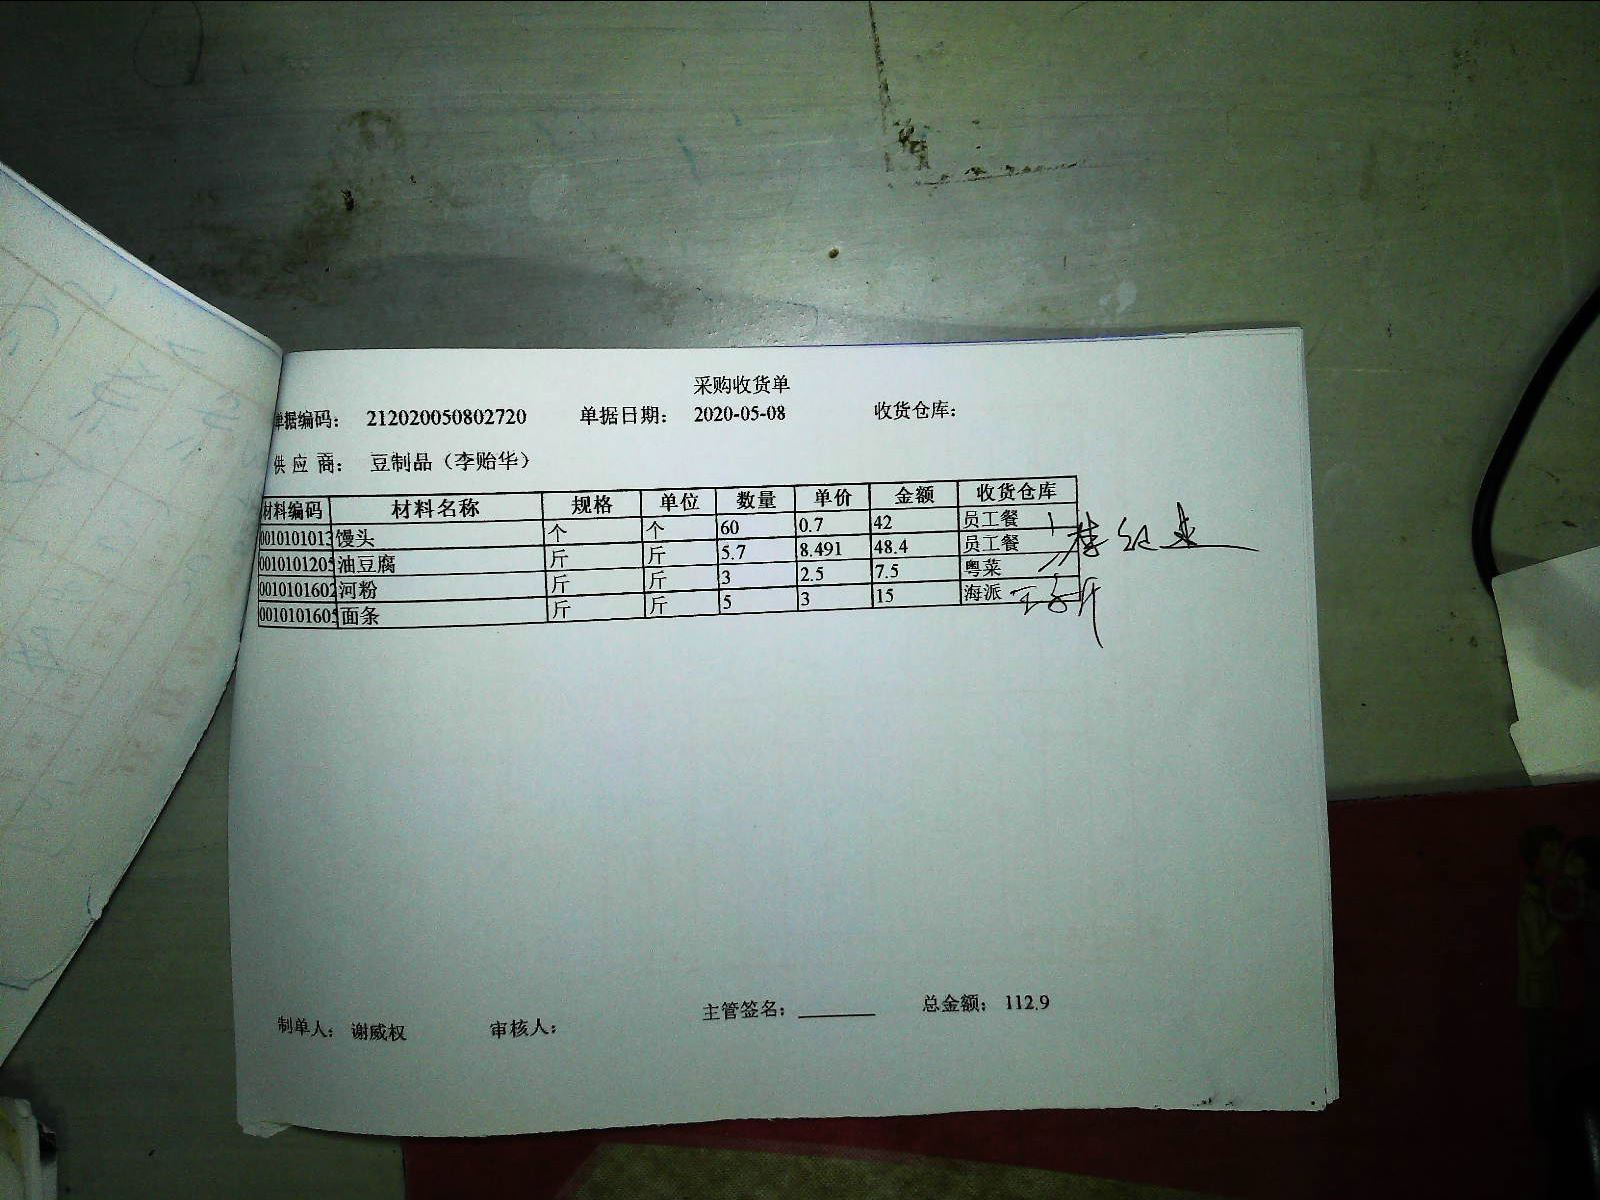 采购收货单
单据编码： 212020050802720 单据日期： 2020-05-08 收货仓库：
供应商： 豆制品（李贻华）
材料编码 材料名称 规格 单位 数量 单价 金额 收货仓库
0010101013 馒头 个 个 60 0.7 42 员工餐
0010101205 油豆腐 斤 斤 5.7 8.491 48.4 员工餐
0010101602 河粉 斤 斤 3 2.5 7.5 粤菜
0010101605 面条 斤 斤 5 3 15 海派
制单人： 谢威权 审核人： 主管签名： 总金额： 112.9